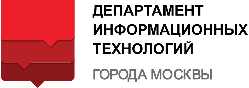 ДЕПАРТАМЕНТ
ИНФОРМАЦИОННЫХ
ТЕХНОЛОГИЙ
ГОРОДА МОСКВЫ